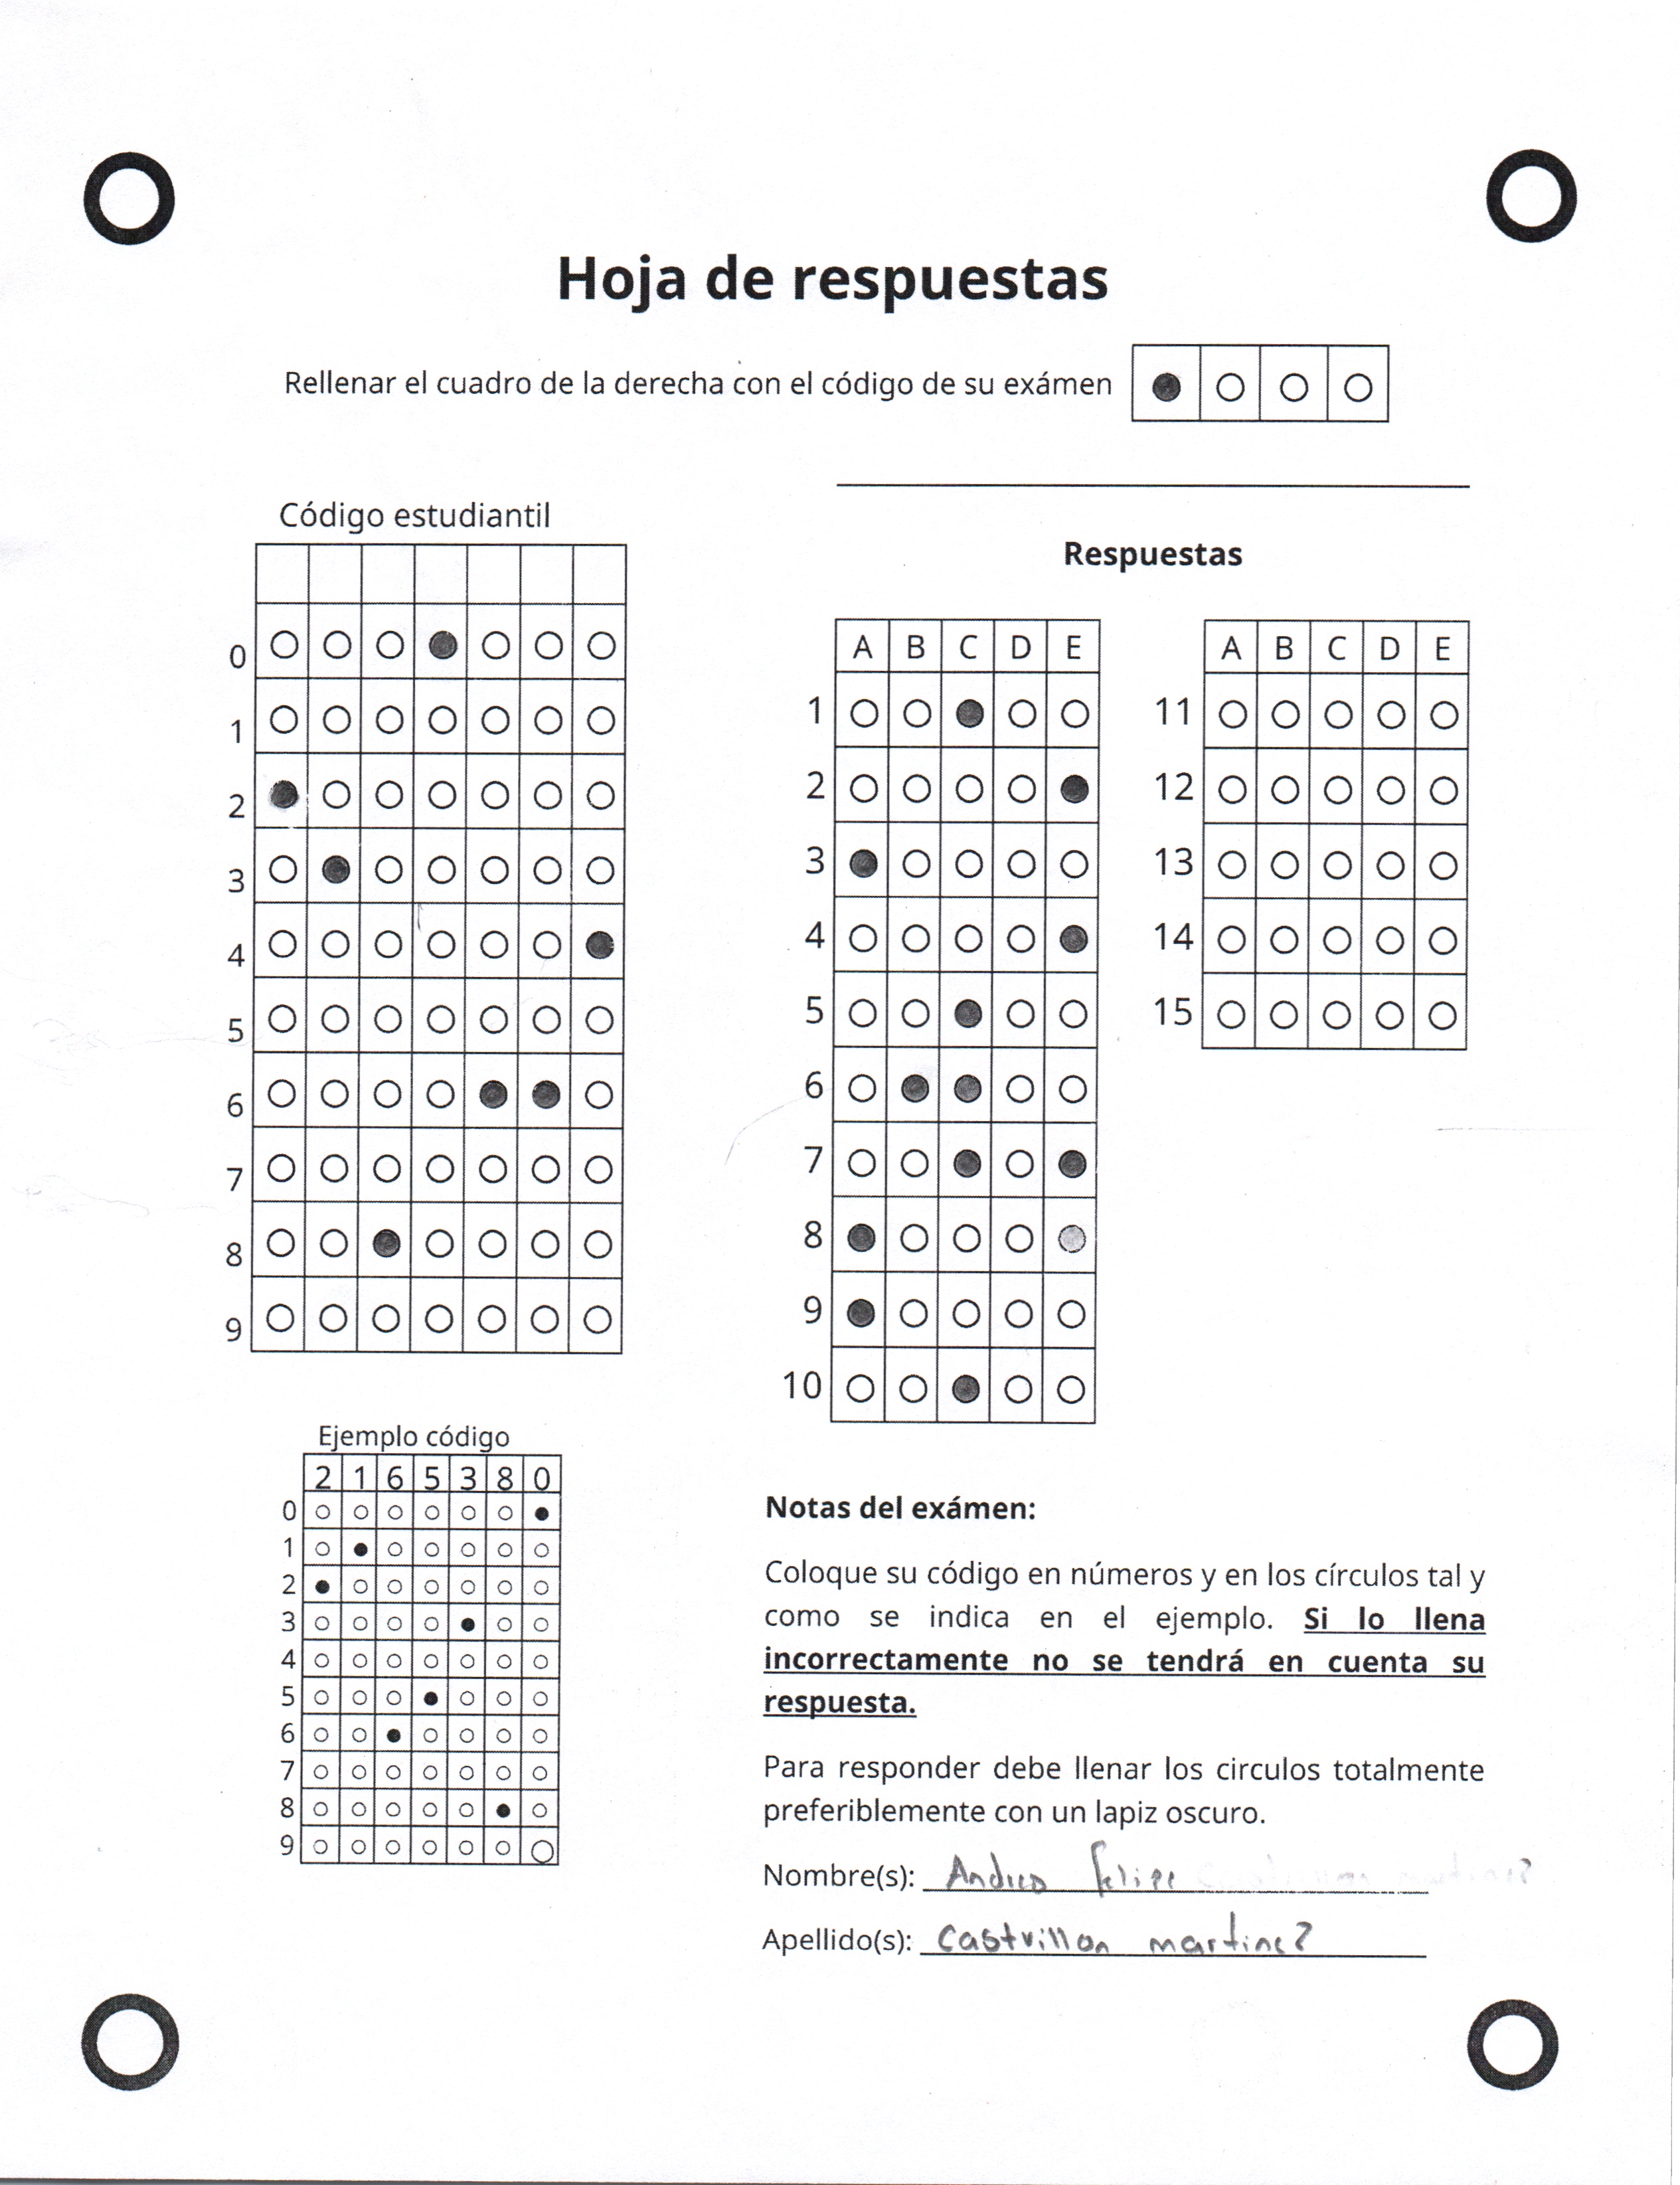 Hoja de respuestas
Rellenar el cuadro de la derecha con el código de su exámen
Código estudiantil
0
1
2
3
4
5
6
7
8
9
Respuestas
A B C D E
1
2
3
4
5
6
7
8
9
10
A B C D E
11
12
13
14
15
Ejemplo código
2 1 6 5 3 8 0
0
1
2
3
4
5
6
7
8
9
Notas del exámen:
Coloque su código en números y en los círculos tal y
como se indica en el ejemplo. Si lo llena
incorrectamente no se tendrá en cuenta su
respuesta.
Para responder debe llenar los circulos totalmente
preferiblemente con un lapiz oscuro.
Nombre(s): Andres felipe
Apellido(s): Castrillon martinez